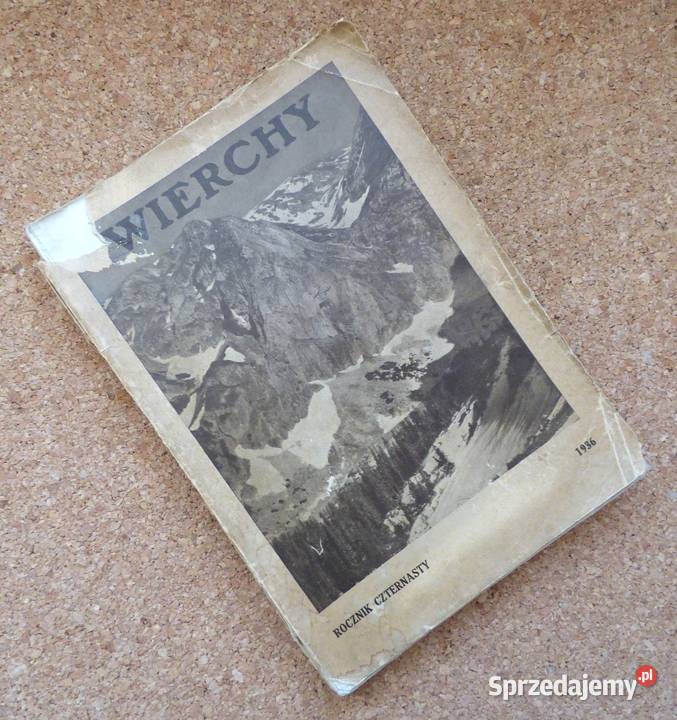 WIERCHY
ROCZNIK CZTERNASTY
1936
Sprzedajemy.pl